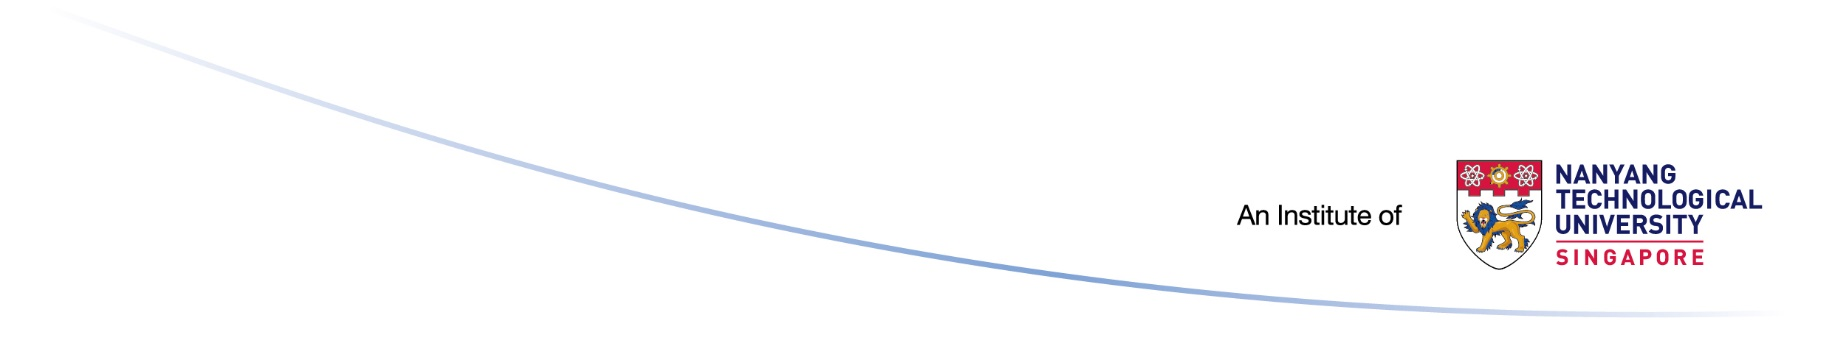 An Institute of
NANYANG
TECHNOLOGICAL
UNIVERSITY
SINGAPORE